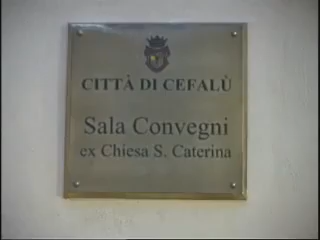 CITTÀ DI CEFALÙ
Sala Convegni
ex Chiesa S. Caterina